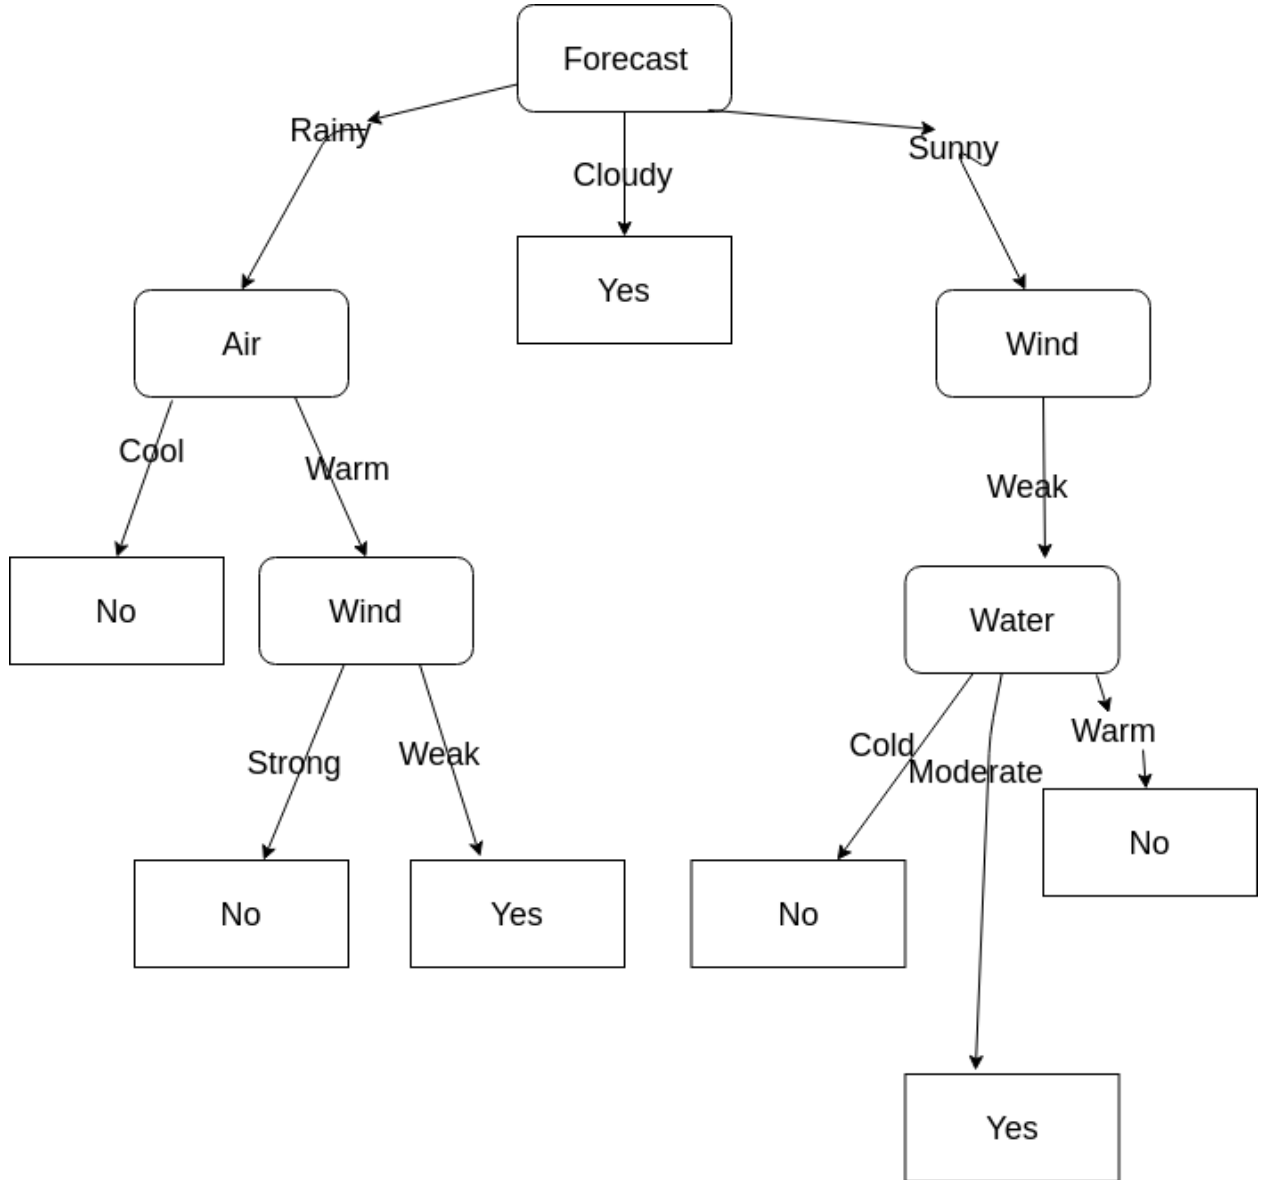 Forecast
Rainy
Cloudy
Sunny
Yes
Air
Wind
Cool
Warm
Weak
No
Wind
Water
Strong
Weak
Cold
Moderate
Warm
No
No
Yes
No
Yes